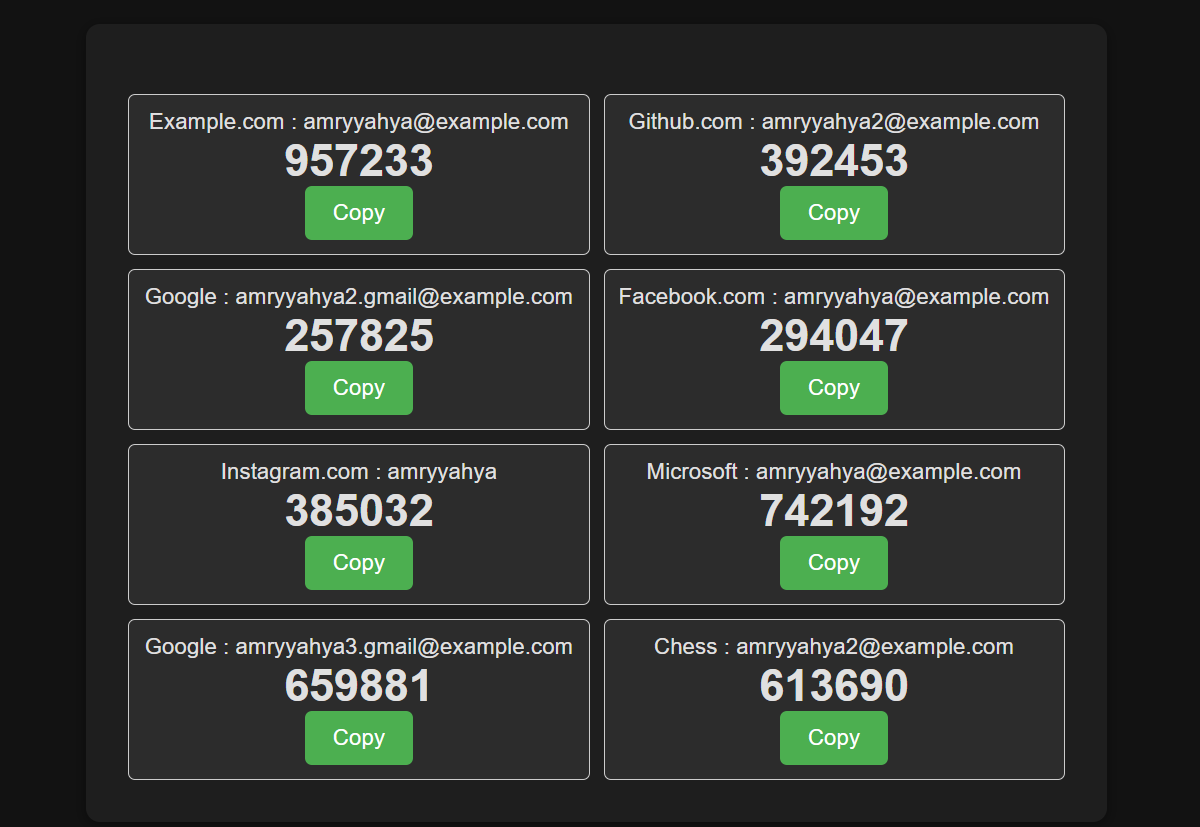 Example.com : amryyahya@example.com
957233
Copy
Github.com : amryyahya2@example.com
392453
Copy
Google : amryyahya2.gmail@example.com
257825
Copy
Facebook.com : amryyahya@example.com
294047
Copy
Instagram.com : amryyahya
385032
Copy
Microsoft : amryyahya@example.com
742192
Copy
Google : amryyahya3.gmail@example.com
659881
Copy
Chess : amryyahya2@example.com
613690
Copy